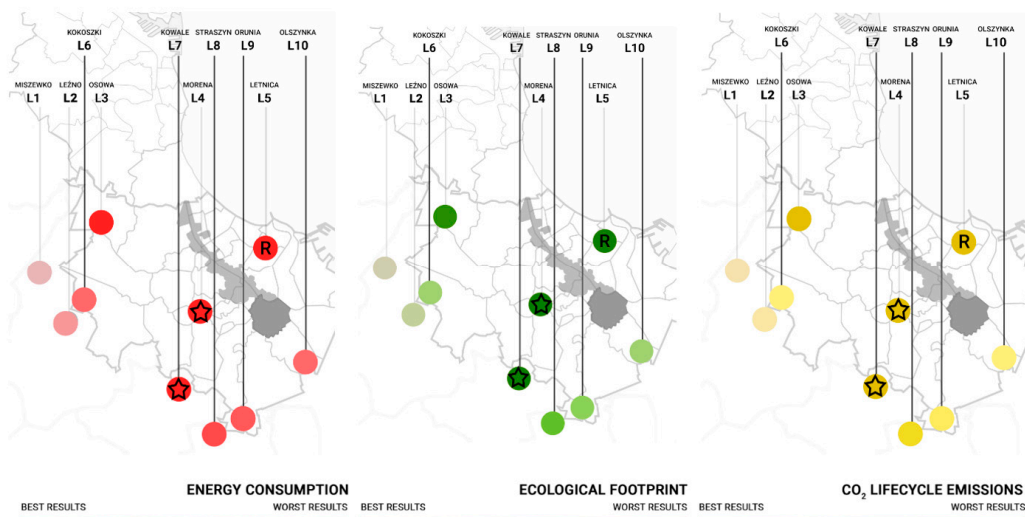 KOKOSZKI KOWALE STRASZYN ORUNIA OLSZYNKA
L6 L7 L8 L9 L10
MISZEWKO LEŹNO OSOWA MORENA LETNICA
L1 L2 L3 L4 L5
R
ENERGY CONSUMPTION
BEST RESULTS WORST RESULTS
KOKOSZKI KOWALE STRASZYN ORUNIA OLSZYNKA
L6 L7 L8 L9 L10
MISZEWKO LEŹNO OSOWA MORENA LETNICA
L1 L2 L3 L4 L5
R
ECOLOGICAL FOOTPRINT
BEST RESULTS WORST RESULTS
KOKOSZKI KOWALE STRASZYN ORUNIA OLSZYNKA
L6 L7 L8 L9 L10
MISZEWKO LEŹNO OSOWA MORENA LETNICA
L1 L2 L3 L4 L5
R
CO₂ LIFECYCLE EMISSIONS
BEST RESULTS WORST RESULTS